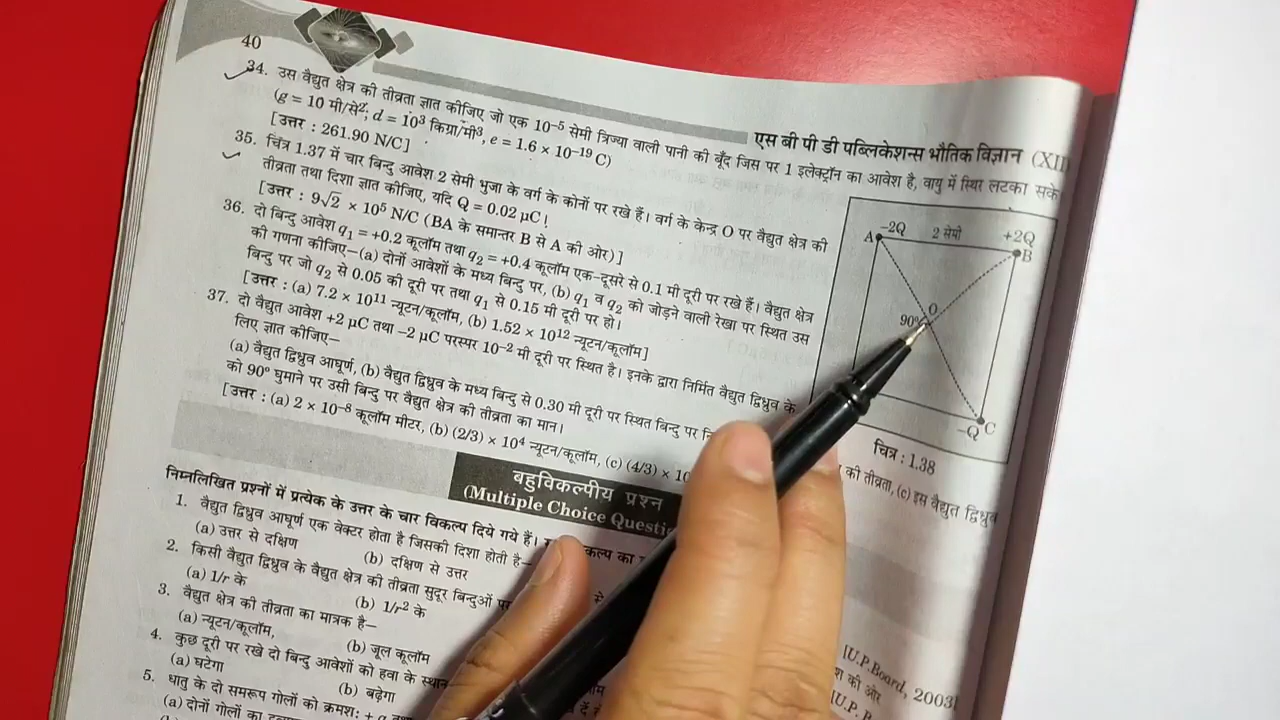 40
34. उस वैद्युत क्षेत्र की तीव्रता ज्ञात कीजिए जो एक 10⁻⁵ सेमी त्रिज्या वाली पानी की बूँद जिस पर 1 इलेक्ट्रॉन का आवेश है, वायु में स्थिर लटका सके
(g = 10 मी/से², d = 10³ किग्रा/मी³, e = 1.6 × 10⁻¹⁹ C)
[उत्तर : 261.90 N/C]
एस बी पी डी पब्लिकेशन्स भौतिक विज्ञान (XII)
35. चित्र 1.37 में चार बिन्दु आवेश 2 सेमी भुजा के वर्ग के कोनों पर रखे हैं। वर्ग के केन्द्र O पर वैद्युत क्षेत्र की
तीव्रता तथा दिशा ज्ञात कीजिए, यदि Q = 0.02 μC।
[उत्तर : 9√2 × 10⁵ N/C (BA के समान्तर B से A की ओर)]
36. दो बिन्दु आवेश q₁ = +0.2 कूलॉम तथा q₂ = +0.4 कूलॉम एक-दूसरे से 0.1 मी दूरी पर रखे हैं। वैद्युत क्षेत्र
की गणना कीजिए–(a) दोनों आवेशों के मध्य बिन्दु पर, (b) q₁ व q₂ को जोड़ने वाली रेखा पर स्थित उस
बिन्दु पर जो q₂ से 0.05 की दूरी पर तथा q₁ से 0.15 मी दूरी पर हो।
[उत्तर : (a) 7.2 × 10¹¹ न्यूटन/कूलॉम, (b) 1.52 × 10¹² न्यूटन/कूलॉम]
37. दो वैद्युत आवेश +2 μC तथा –2 μC परस्पर 10⁻² मी दूरी पर स्थित है। इनके द्वारा निर्मित वैद्युत द्विध्रुव के
लिए ज्ञात कीजिए–
(a) वैद्युत द्विध्रुव आघूर्ण, (b) वैद्युत द्विध्रुव के मध्य बिन्दु से 0.30 मी दूरी पर स्थित बिन्दु पर की तीव्रता, (c) इस वैद्युत द्विध्रुव
को 90° घुमाने पर उसी बिन्दु पर वैद्युत क्षेत्र की तीव्रता का मान।
[उत्तर : (a) 2 × 10⁻⁸ कूलॉम मीटर, (b) (2/3) × 10⁴ न्यूटन/कूलॉम, (c) (4/3) × 10
A –2Q 2 सेमी +2Q B
O
90°
–Q C
चित्र : 1.38
बहुविकल्पीय प्रश्न
(Multiple Choice Questio
निम्नलिखित प्रश्नों में प्रत्येक के उत्तर के चार विकल्प दिये गये हैं।
1. वैद्युत द्विध्रुव आघूर्ण एक वेक्टर होता है जिसकी दिशा होती है–
(a) उत्तर से दक्षिण (b) दक्षिण से उत्तर
2. किसी वैद्युत द्विध्रुव के वैद्युत क्षेत्र की तीव्रता सुदूर बिन्दुओं पर
(a) 1/r के (b) 1/r² के
3. वैद्युत क्षेत्र की तीव्रता का मात्रक है–
(a) न्यूटन/कूलॉम, (b) जूल कूलॉम
4. कुछ दूरी पर रखे दो बिन्दु आवेशों को हवा के स्थान
(a) घटेगा (b) बढ़ेगा
[U.P.Board, 2003]
5. धातु के दो समरूप गोलों को क्रमशः
की ओर
[U.P.
(a) दोनों गोलों का